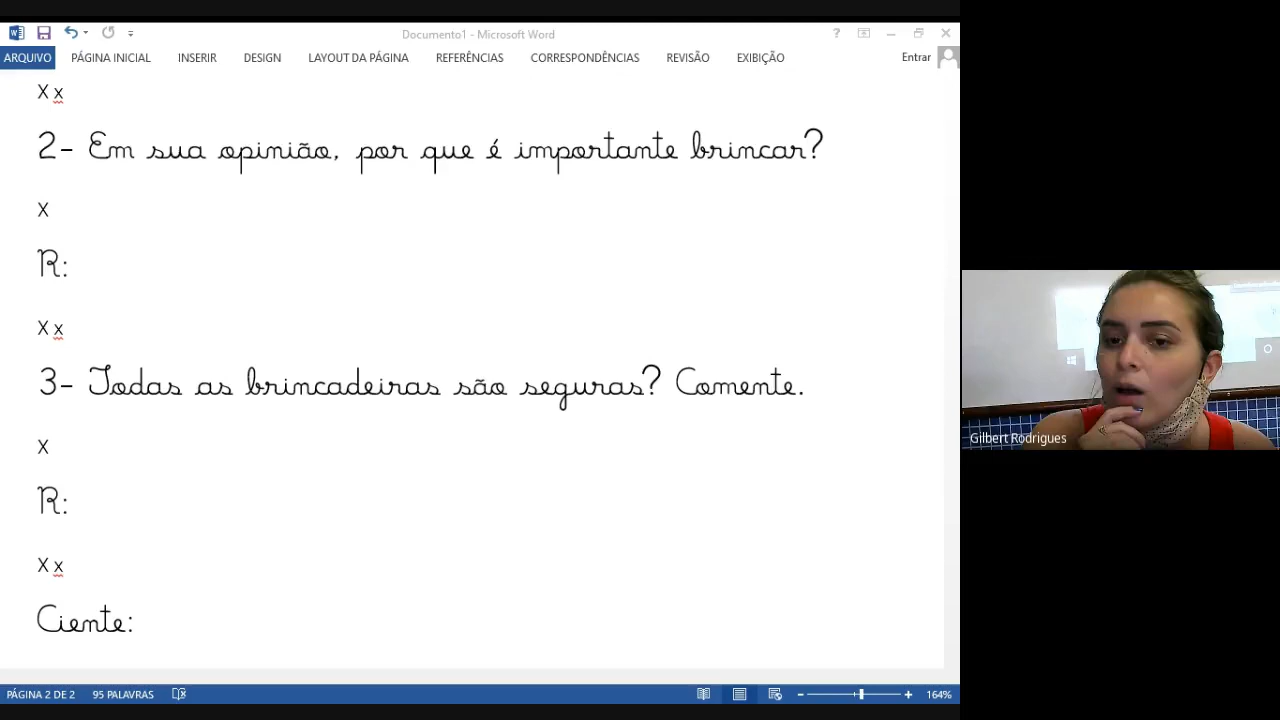 Documento1 - Microsoft Word
?
ARQUIVO PÁGINA INICIAL INSERIR DESIGN LAYOUT DA PÁGINA REFERÊNCIAS CORRESPONDÊNCIAS REVISÃO EXIBIÇÃO Entrar
X x
2- Em sua opinião, por que é importante brincar?
X
R:
X x
3- Todas as brincadeiras são seguras? Comente.
X
R:
X x
Ciente:
Gilbert Rodrigues
PÁGINA 2 DE 2 95 PALAVRAS 164%